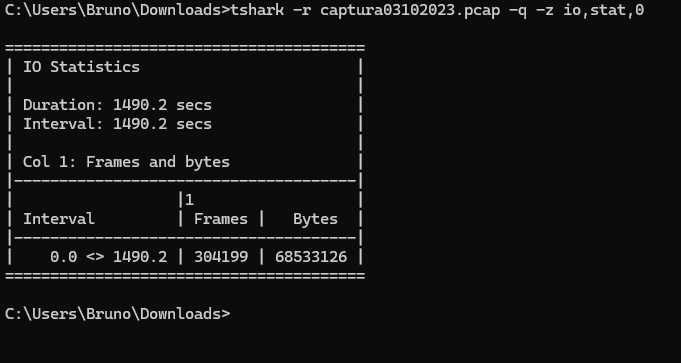 C:\Users\Bruno\Downloads>tshark -r captura03102023.pcap -q -z io,stat,0

========================================
| IO Statistics                        |
|                                      |
| Duration: 1490.2 secs                |
| Interval: 1490.2 secs                |
|                                      |
| Col 1: Frames and bytes              |
|--------------------------------------|
|                  |1                  |
| Interval         | Frames |   Bytes  |
|--------------------------------------|
|    0.0 <> 1490.2 | 304199 | 68533126 |
========================================

C:\Users\Bruno\Downloads>